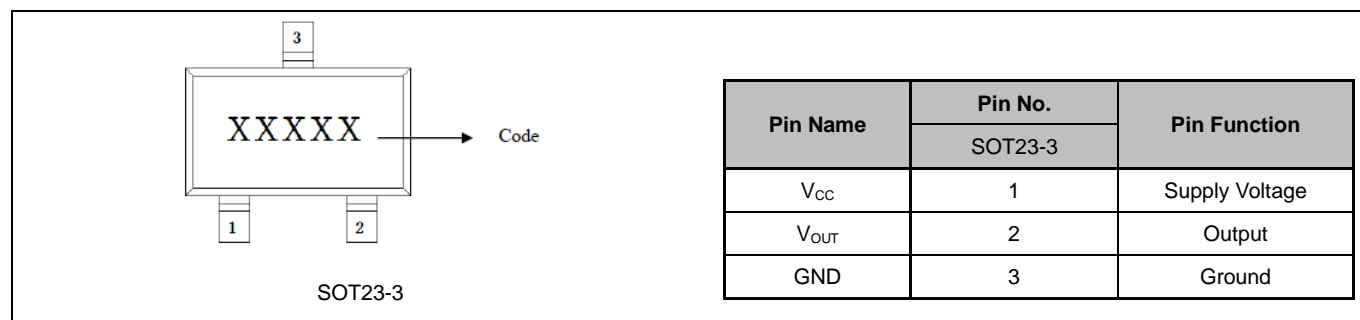 3
XXXXX
Code
1 2
SOT23-3
Pin Name Pin No. Pin Function
SOT23-3
VCC 1 Supply Voltage
VOUT 2 Output
GND 3 Ground